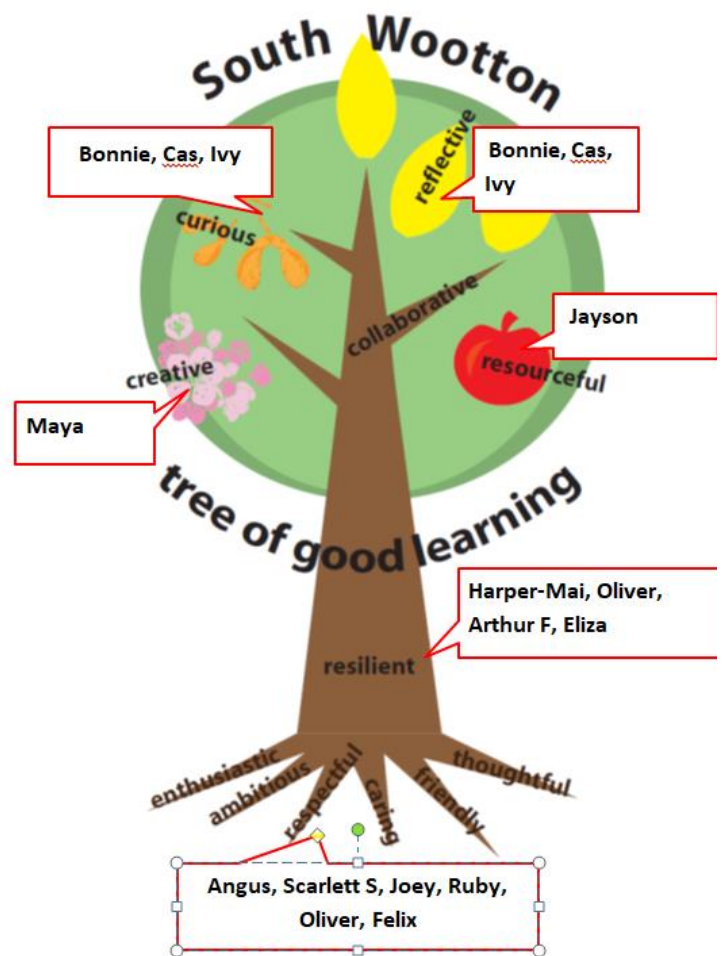 South Wootton
Bonnie, Cas, Ivy
reflective
Bonnie, Cas,
Ivy
curious
collaborative
Jayson
creative
resourceful
Maya
tree of good learning
Harper-Mai, Oliver,
Arthur F, Eliza
resilient
enthusiastic
ambitious
respectful
caring
friendly
thoughtful
Angus, Scarlett S, Joey, Ruby,
Oliver, Felix